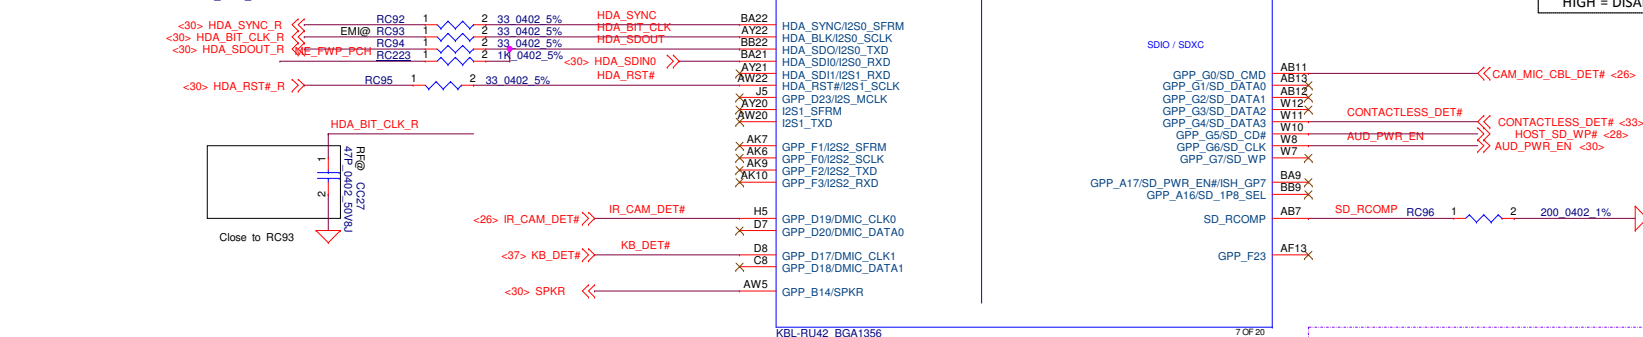 HIGH = DISA
<30> HDA_SYNC_R RC92 1 2 33_0402_5% HDA_SYNC BA22 HDA_SYNC/I2S0_SFRM
<30> HDA_BIT_CLK_R EMI@ RC93 1 2 33_0402_5% HDA_BIT_CLK AY22 HDA_BLK/I2S0_SCLK
<30> HDA_SDOUT_R RC94 1 2 33_0402_5% HDA_SDOUT BB22 HDA_SDO/I2S0_TXD
ME_FWP_PCH RC223 1 2 1K_0402_5% <30> HDA_SDIN0 BA21 HDA_SDI0/I2S0_RXD
AY21 HDA_SDI1/I2S1_RXD
<30> HDA_RST#_R RC95 1 2 33_0402_5% HDA_RST# AW22 HDA_RST#/I2S1_SCLK
J5 GPP_D23/I2S_MCLK
AY20 I2S1_SFRM
AW20 I2S1_TXD
AK7 GPP_F1/I2S2_SFRM
AK6 GPP_F0/I2S2_SCLK
AK9 GPP_F2/I2S2_TXD
AK10 GPP_F3/I2S2_RXD
<26> IR_CAM_DET# IR_CAM_DET# H5 GPP_D19/DMIC_CLK0
D7 GPP_D20/DMIC_DATA0
<37> KB_DET# KB_DET# D8 GPP_D17/DMIC_CLK1
C8 GPP_D18/DMIC_DATA1
<30> SPKR AW5 GPP_B14/SPKR
HDA_BIT_CLK_R
1
2
RF@ CC27
47P_0402_50V8J
Close to RC93
SDIO / SDXC
GPP_G0/SD_CMD AB11 CAM_MIC_CBL_DET# <26>
GPP_G1/SD_DATA0 AB13
GPP_G2/SD_DATA1 AB12
GPP_G3/SD_DATA2 W12
GPP_G4/SD_DATA3 W11 CONTACTLESS_DET# CONTACTLESS_DET# <33>
GPP_G5/SD_CD# W10 HOST_SD_WP# <28>
GPP_G6/SD_CLK W8 AUD_PWR_EN AUD_PWR_EN <30>
GPP_G7/SD_WP W7
GPP_A17/SD_PWR_EN#/ISH_GP7 BA9
GPP_A16/SD_1P8_SEL BB9
SD_RCOMP AB7 SD_RCOMP RC96 1 2 200_0402_1%
GPP_F23 AF13
KBL-RU42_BGA1356
7 OF 20